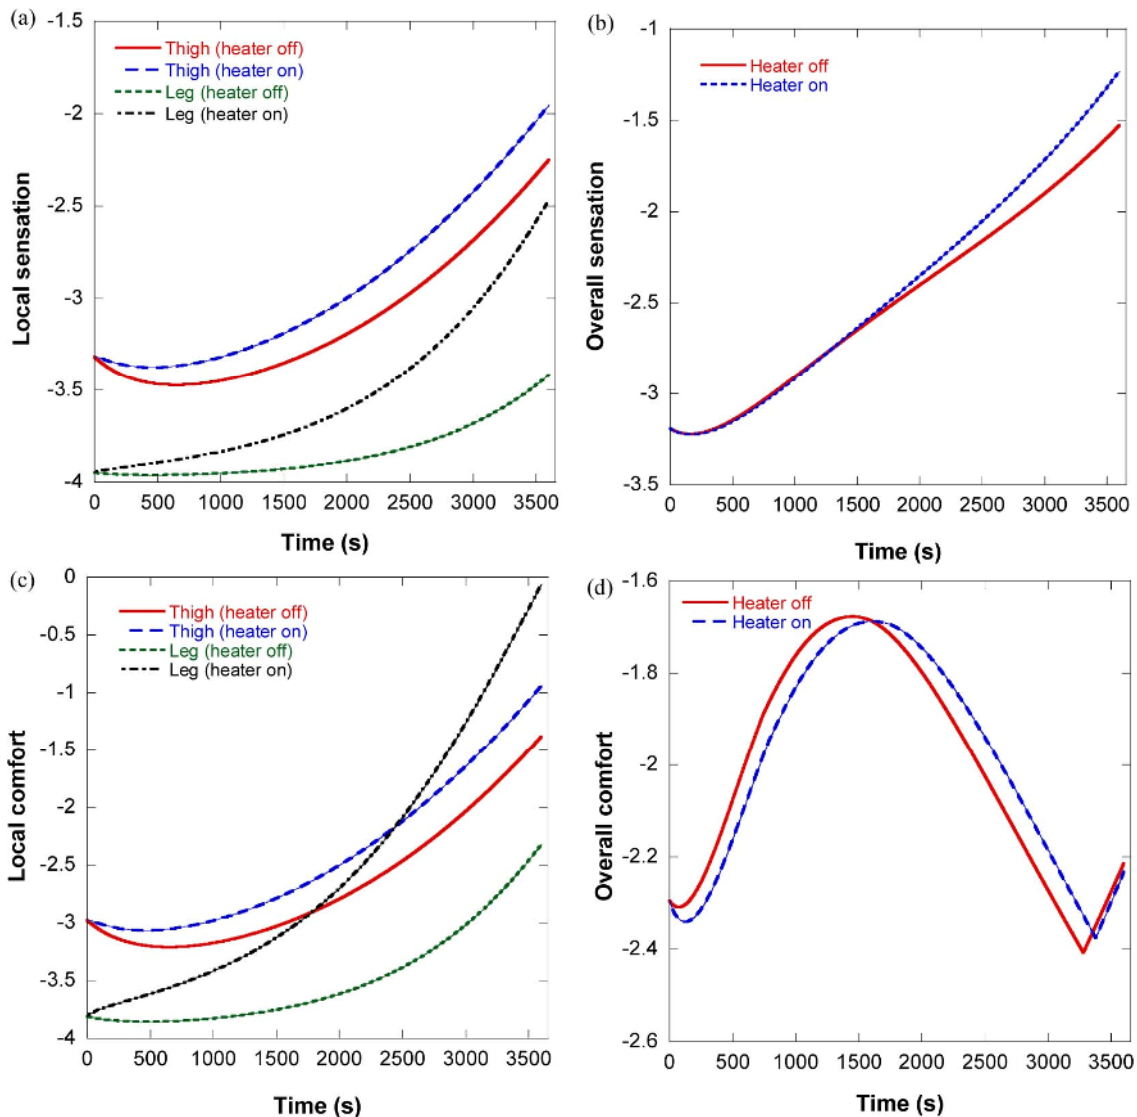 (a)
-1.5
-2
-2.5
-3
-3.5
-4
Local sensation
Thigh (heater off)
Thigh (heater on)
Leg (heater off)
Leg (heater on)
0 500 1000 1500 2000 2500 3000 3500
Time (s)
(b)
-1
-1.5
-2
-2.5
-3
-3.5
Overall sensation
Heater off
Heater on
0 500 1000 1500 2000 2500 3000 3500
Time (s)
(c)
0
-0.5
-1
-1.5
-2
-2.5
-3
-3.5
-4
Local comfort
Thigh (heater off)
Thigh (heater on)
Leg (heater off)
Leg (heater on)
0 500 1000 1500 2000 2500 3000 3500
Time (s)
(d)
-1.6
-1.8
-2
-2.2
-2.4
-2.6
Overall comfort
Heater off
Heater on
0 500 1000 1500 2000 2500 3000 3500
Time (s)